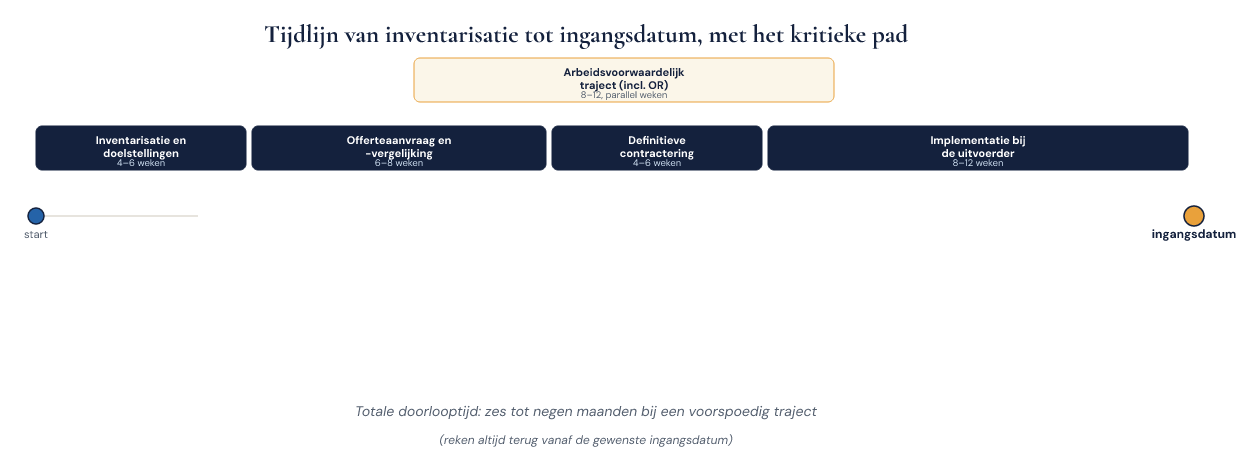 Tijdlijn van inventarisatie tot ingangsdatum, met het kritieke pad
Arbeidsvoorwaardelijk
traject (incl. OR)
8–12, parallel weken
Inventarisatie en
doelstellingen
4–6 weken
Offerteaanvraag en
-vergelijking
6–8 weken
Definitieve
contractering
4–6 weken
Implementatie bij
de uitvoerder
8–12 weken
start
ingangsdatum
Totale doorlooptijd: zes tot negen maanden bij een voorspoedig traject
(reken altijd terug vanaf de gewenste ingangsdatum)